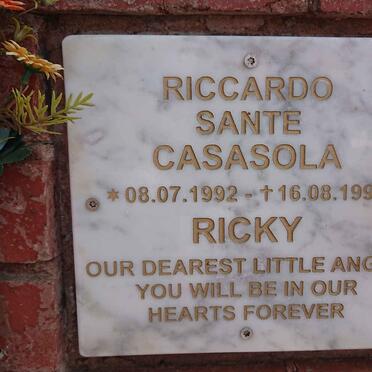 RICCARDO
SANTE
CASASOLA
* 08.07.1992 - † 16.08.199
RICKY
OUR DEAREST LITTLE ANG
YOU WILL BE IN OUR
HEARTS FOREVER